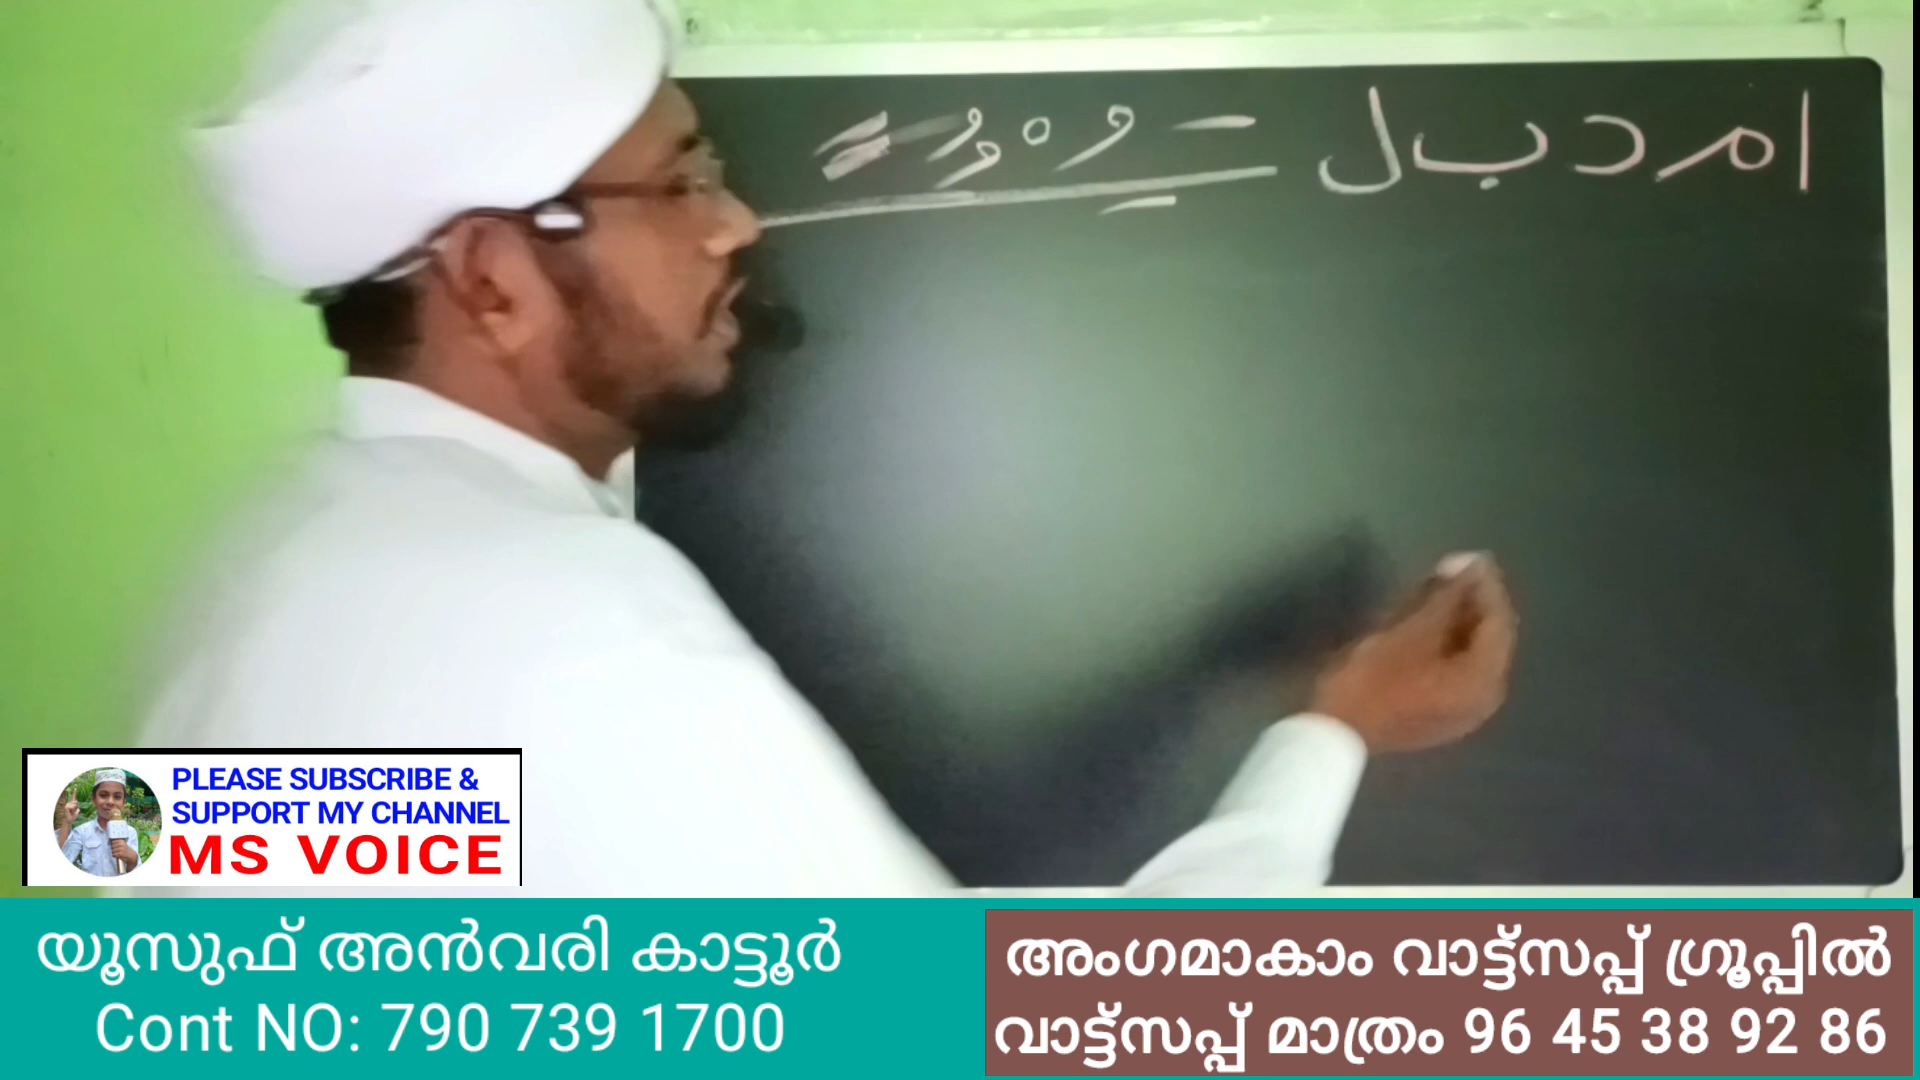 ا م ر د ب ل
PLEASE SUBSCRIBE &
SUPPORT MY CHANNEL
MS VOICE
യൂസുഫ് അൻവരി കാട്ടൂർ
Cont NO: 790 739 1700
അംഗമാകാം വാട്ട്സപ്പ് ഗ്രൂപ്പിൽ
വാട്ട്സപ്പ് മാത്രം 96 45 38 92 86